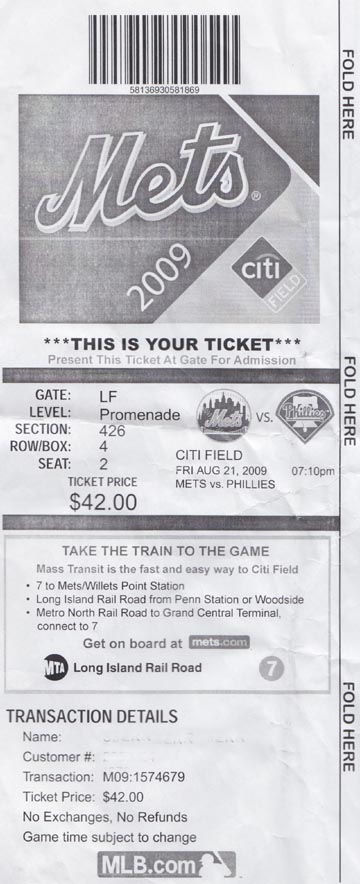 58136930581869
Mets®
2009
citi
FIELD
***THIS IS YOUR TICKET***
Present This Ticket At Gate For Admission
GATE: LF
LEVEL: Promenade
SECTION: 426
ROW/BOX: 4
SEAT: 2
TICKET PRICE
$42.00
Mets VS. Phillies
CITI FIELD
FRI AUG 21, 2009 07:10pm
METS vs. PHILLIES
TAKE THE TRAIN TO THE GAME
Mass Transit is the fast and easy way to Citi Field
• 7 to Mets/Willets Point Station
• Long Island Rail Road from Penn Station or Woodside
• Metro North Rail Road to Grand Central Terminal,
connect to 7
Get on board at mets.com
MTA Long Island Rail Road 7
TRANSACTION DETAILS
Name:
Customer #:
Transaction: M09:1574679
Ticket Price: $42.00
No Exchanges, No Refunds
Game time subject to change
MLB.com
FOLD HERE
FOLD HERE
FOLD HERE